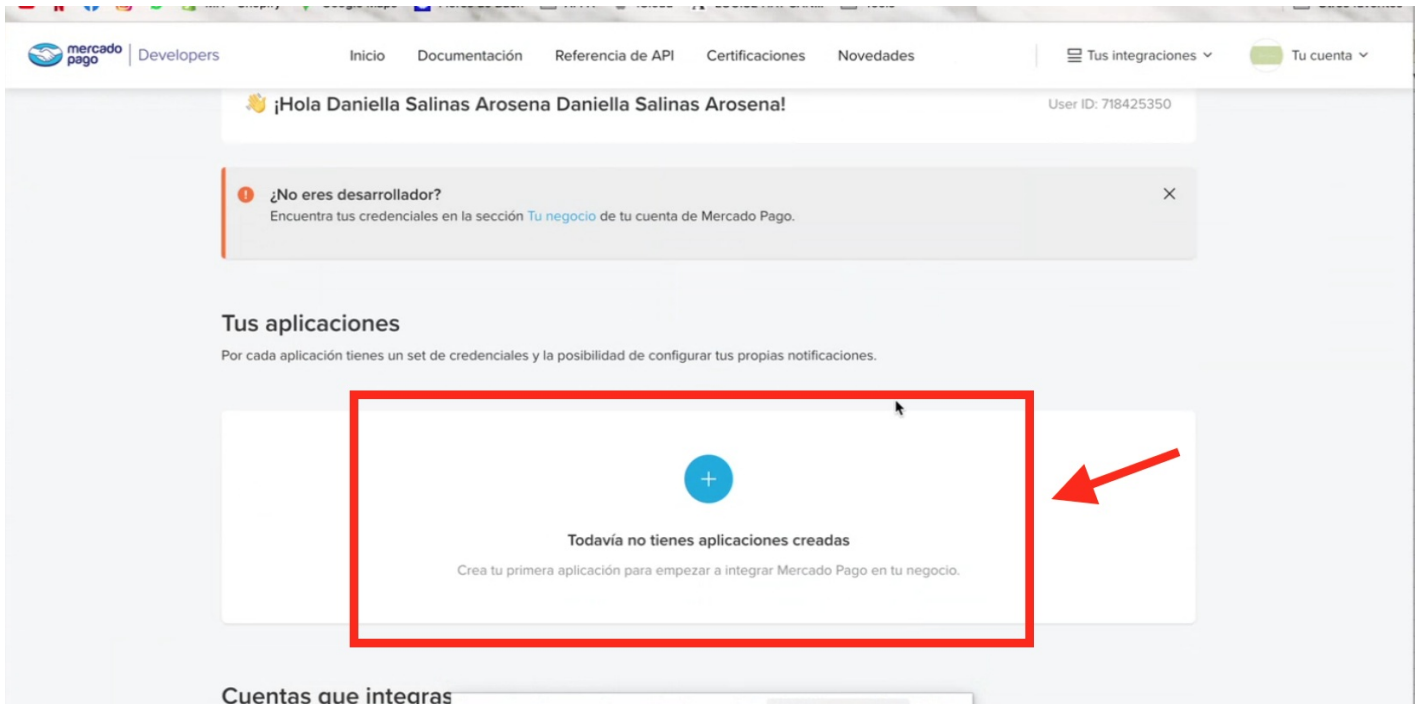 mercado pago | Developers
Inicio Documentación Referencia de API Certificaciones Novedades Tus integraciones Tu cuenta
👋 ¡Hola Daniella Salinas Arosena Daniella Salinas Arosena! User ID: 718425350
¿No eres desarrollador?
Encuentra tus credenciales en la sección Tu negocio de tu cuenta de Mercado Pago.
Tus aplicaciones
Por cada aplicación tienes un set de credenciales y la posibilidad de configurar tus propias notificaciones.
Todavía no tienes aplicaciones creadas
Crea tu primera aplicación para empezar a integrar Mercado Pago en tu negocio.
Cuentas que integras